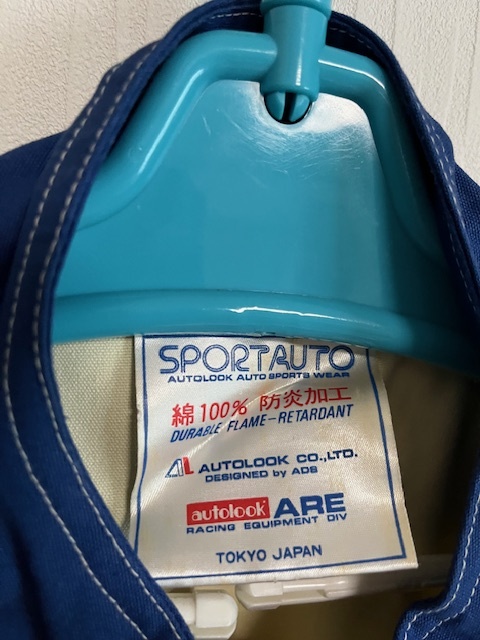 SPORTAUTO
AUTOLOOK AUTO SPORTS WEAR
綿100% 防炎加工
DURABLE FLAME-RETARDANT
AL AUTOLOOK CO.,LTD.
DESIGNED by ADS
autolook ARE
RACING EQUIPMENT DIV
TOKYO JAPAN